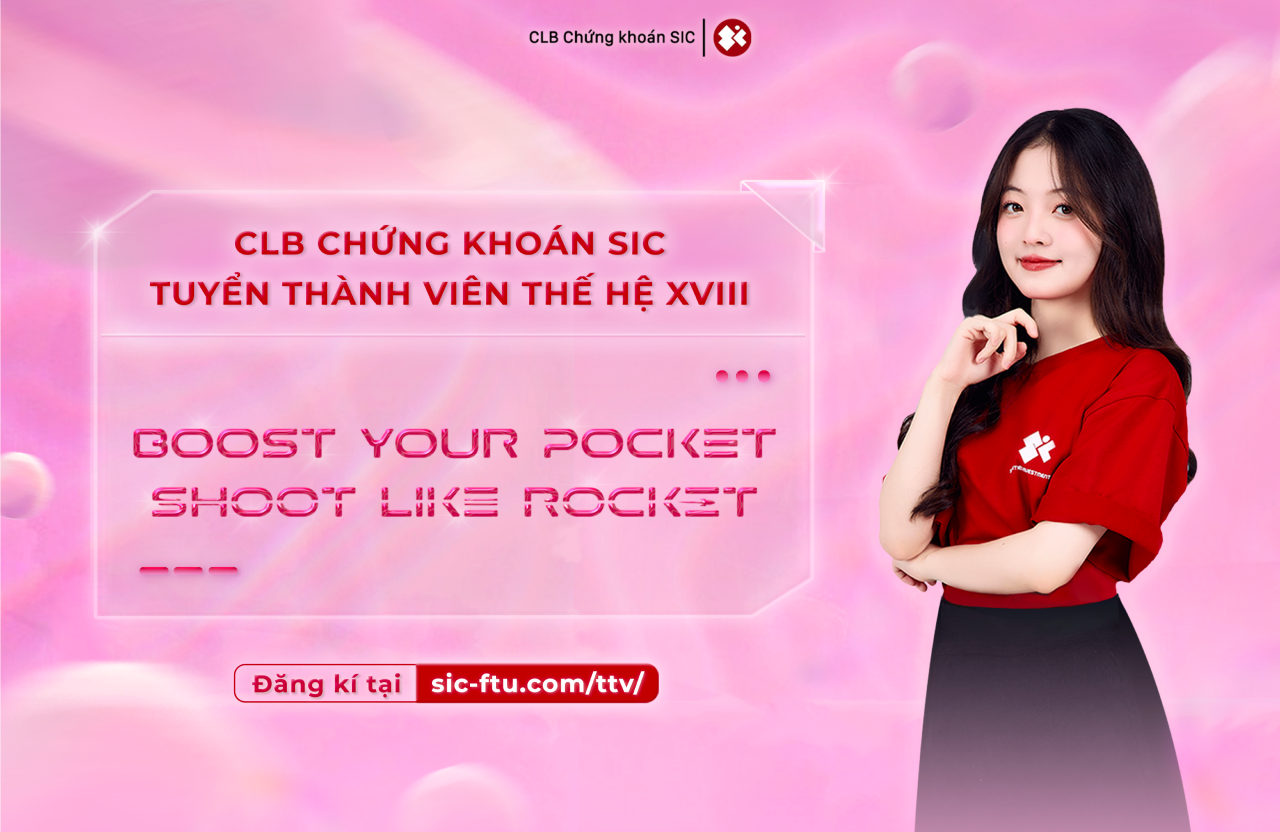 CLB Chứng khoán SIC
CLB CHỨNG KHOÁN SIC
TUYỂN THÀNH VIÊN THẾ HỆ XVIII
BOOST YOUR POCKET
SHOOT LIKE ROCKET
Đăng kí tại sic-ftu.com/ttv/